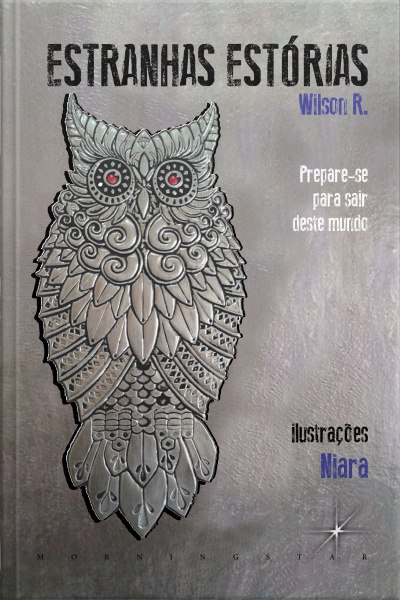 ESTRANHAS ESTÓRIAS
Wilson R.
Prepare-se
para sair
deste mundo
ilustrações
Niara
MORNINGSTAR